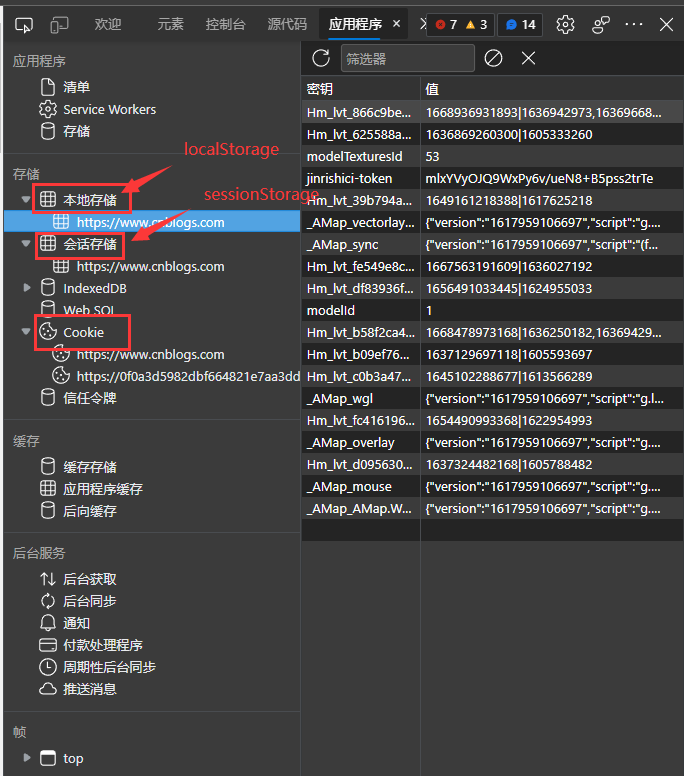 欢迎 元素 控制台 源代码 应用程序 × 7 3 14
应用程序
清单
Service Workers
存储
存储
localStorage
本地存储
sessionStorage
https://www.cnblogs.com
会话存储
https://www.cnblogs.com
IndexedDB
Web SQL
Cookie
https://www.cnblogs.com
https://0f0a3d5982dbf664821e7aa3dd
信任令牌
缓存
缓存存储
应用程序缓存
后向缓存
后台服务
后台获取
后台同步
通知
付款处理程序
周期性后台同步
推送消息
帧
top
筛选器
密钥 值
Hm_lvt_866c9be... 1668936931893|1636942973,16369668...
Hm_lvt_625588a... 1636869260300|1605333260
modelTexturesId 53
jinrishici-token mlxYVyOJQ9WxPy6v/ueN8+B5pss2trTe
Hm_lvt_39b794a... 1649161218388|1617625218
_AMap_vectorlay... {"version":"1617959106697","script":"g....
_AMap_sync {"version":"1617959106697","script":"(f...
Hm_lvt_fe549e8c... 1667563191609|1636027192
Hm_lvt_df83936f... 1656491033445|1624955033
modelId 1
Hm_lvt_b58f2ca4... 1668478973168|1636250182,16369429...
Hm_lvt_b09ef76... 1637129697118|1605593697
Hm_lvt_c0b3a47... 1645102288677|1613566289
_AMap_wgl {"version":"1617959106697","script":"g.l...
Hm_lvt_fc416196... 1654490993368|1622954993
_AMap_overlay {"version":"1617959106697","script":"g....
Hm_lvt_d095630... 1637324482168|1605788482
_AMap_mouse {"version":"1617959106697","script":"g....
_AMap_AMap.W... {"version":"1617959106697","script":"g....